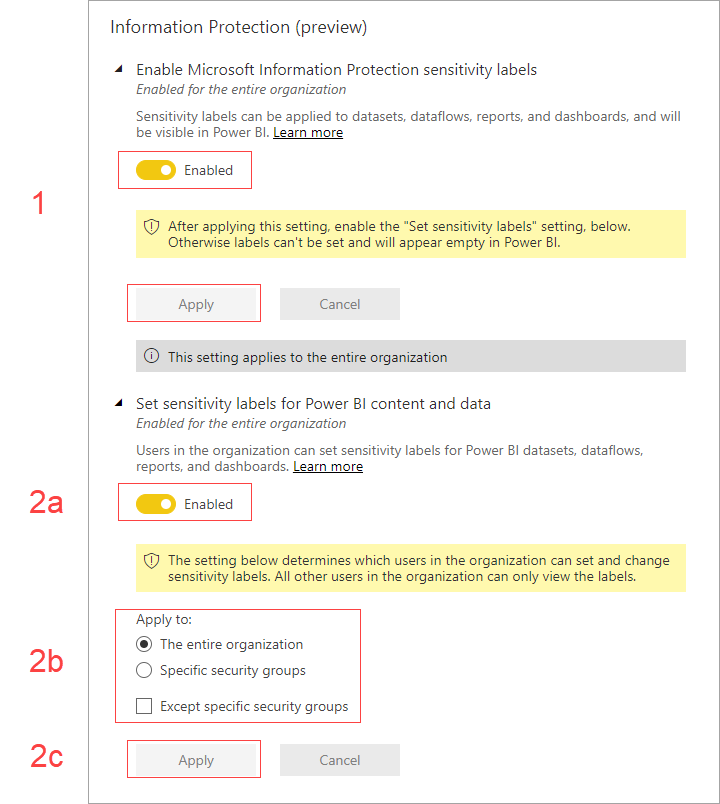 Information Protection (preview)
Enable Microsoft Information Protection sensitivity labels
Enabled for the entire organization
Sensitivity labels can be applied to datasets, dataflows, reports, and dashboards, and will
be visible in Power BI. Learn more
Enabled
1
After applying this setting, enable the "Set sensitivity labels" setting, below.
Otherwise labels can't be set and will appear empty in Power BI.
Apply Cancel
This setting applies to the entire organization
Set sensitivity labels for Power BI content and data
Enabled for the entire organization
Users in the organization can set sensitivity labels for Power BI datasets, dataflows,
reports, and dashboards. Learn more
2a Enabled
The setting below determines which users in the organization can set and change
sensitivity labels. All other users in the organization can only view the labels.
Apply to:
The entire organization
2b Specific security groups
Except specific security groups
2c Apply Cancel